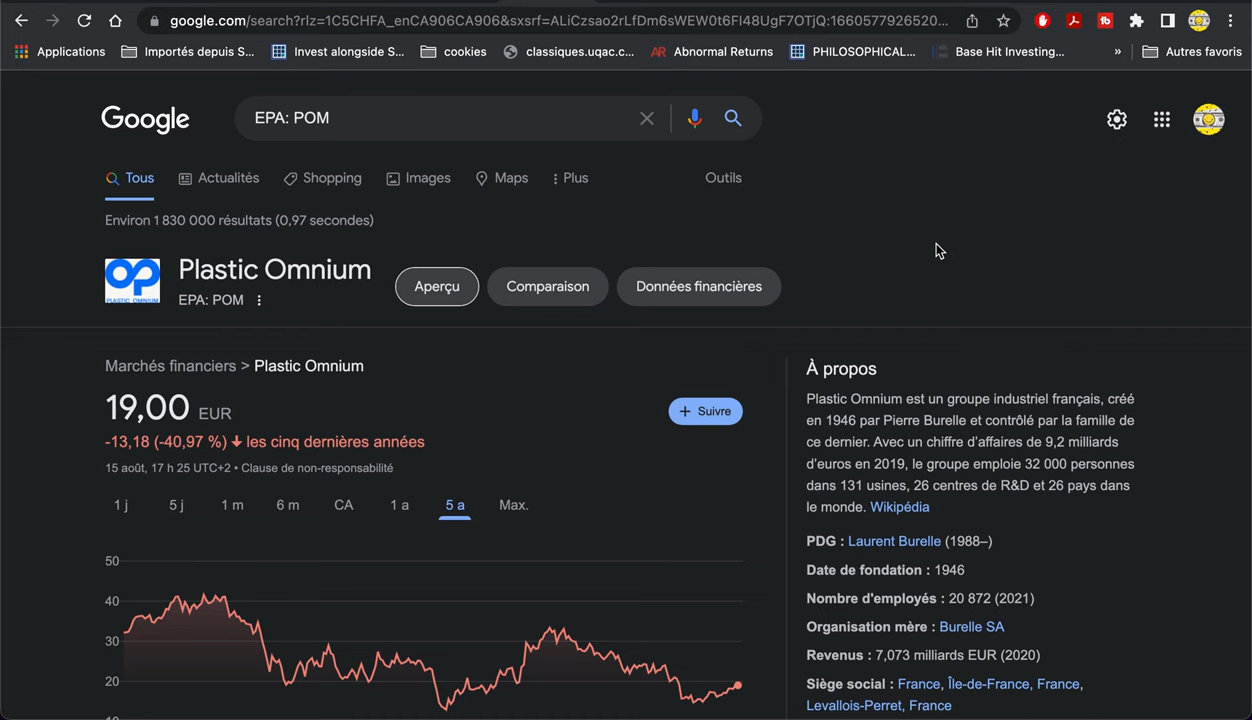 google.com/search?rlz=1C5CHFA_enCA906CA906&sxsrf=ALiCzsao2rLfDm6sWEW0t6Fl48UgF7OTjQ:1660577926520...
Applications Importés depuis S... Invest alongside S... cookies classiques.uqac.c... AR Abnormal Returns PHILOSOPHICAL... Base Hit Investing... » Autres favoris
Google EPA: POM
Tous Actualités Shopping Images Maps Plus Outils
Environ 1 830 000 résultats (0,97 secondes)
PLASTIC OMNIUM
Plastic Omnium
EPA: POM
Aperçu Comparaison Données financières
Marchés financiers > Plastic Omnium
19,00 EUR
+ Suivre
-13,18 (-40,97 %) ↓ les cinq dernières années
15 août, 17 h 25 UTC+2 • Clause de non-responsabilité
1 j 5 j 1 m 6 m CA 1 a 5 a Max.
50
40
30
20
10
À propos
Plastic Omnium est un groupe industriel français, créé
en 1946 par Pierre Burelle et contrôlé par la famille de
ce dernier. Avec un chiffre d'affaires de 9,2 milliards
d'euros en 2019, le groupe emploie 32 000 personnes
dans 131 usines, 26 centres de R&D et 26 pays dans
le monde. Wikipédia
PDG : Laurent Burelle (1988–)
Date de fondation : 1946
Nombre d'employés : 20 872 (2021)
Organisation mère : Burelle SA
Revenus : 7,073 milliards EUR (2020)
Siège social : France, Île-de-France, France,
Levallois-Perret, France